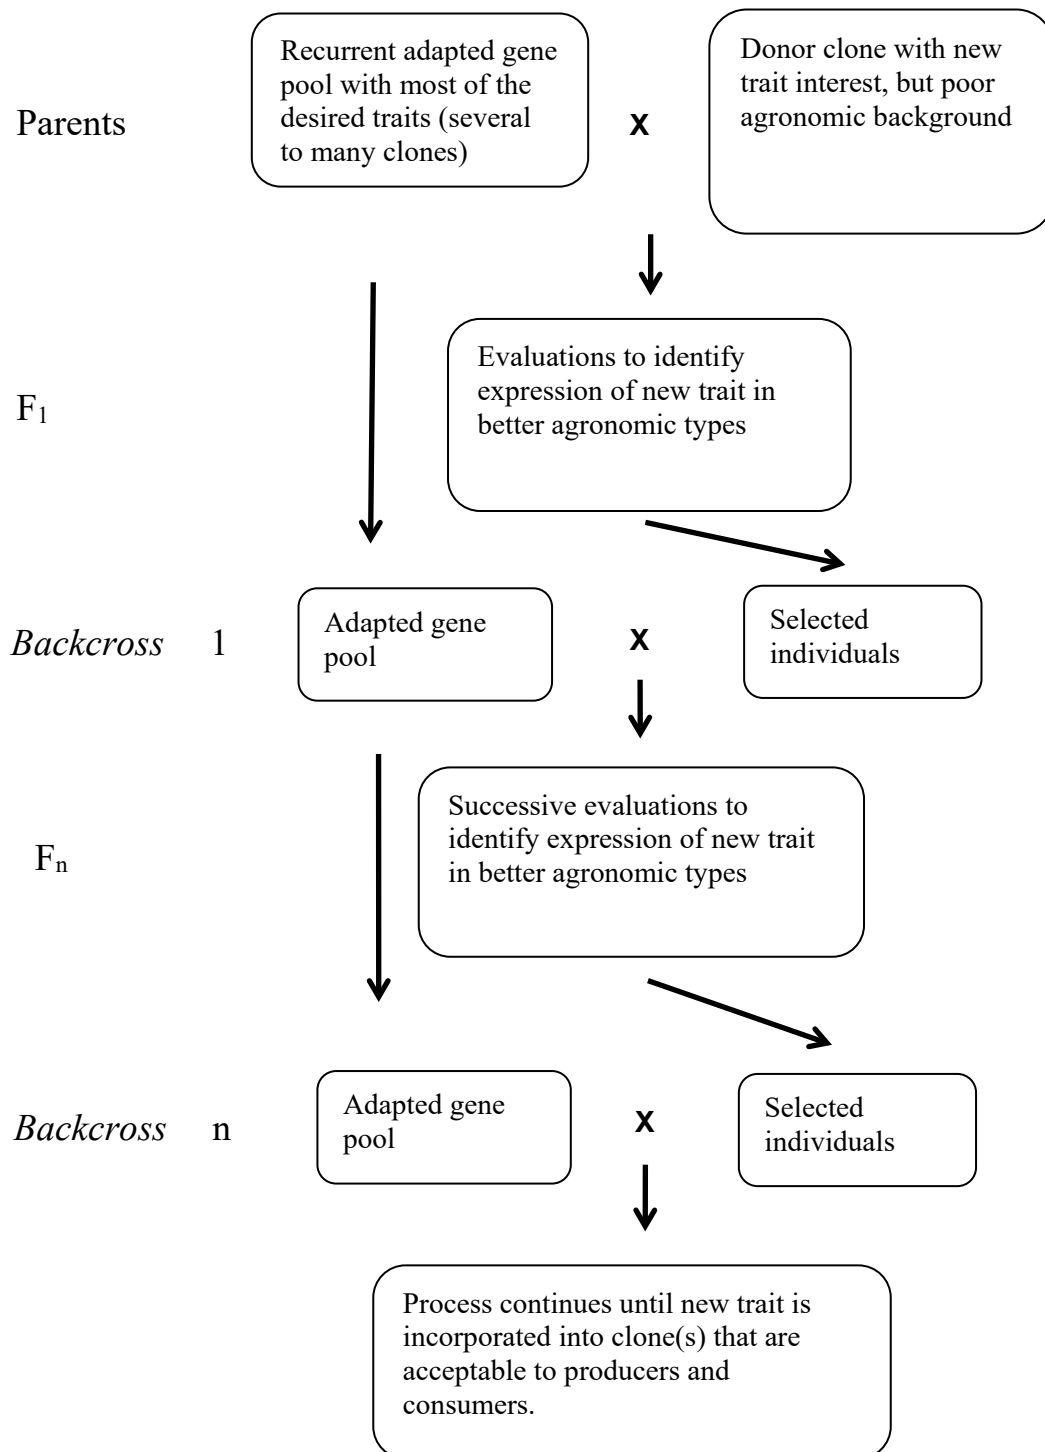 Parents
Recurrent adapted gene
pool with most of the
desired traits (several
to many clones)
X
Donor clone with new
trait interest, but poor
agronomic background
F1
Evaluations to identify
expression of new trait in
better agronomic types
Backcross 1
Adapted gene
pool
X
Selected
individuals
Fn
Successive evaluations to
identify expression of new trait
in better agronomic types
Backcross n
Adapted gene
pool
X
Selected
individuals
Process continues until new trait is
incorporated into clone(s) that are
acceptable to producers and
consumers.